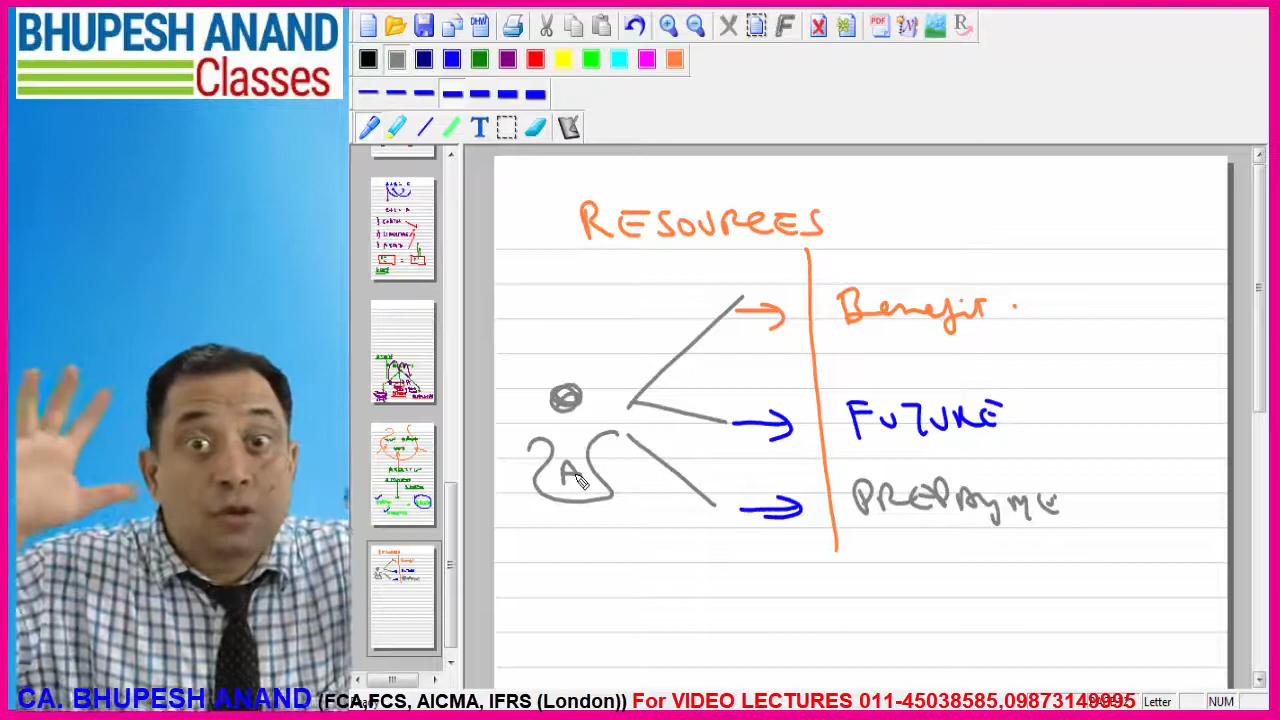 BHUPESH ANAND
Classes
RESOURCES
Benefit
FUTURE
A
PREPAYME
CA. BHUPESH ANAND (FCA,FCS, AICMA, IFRS (London)) For VIDEO LECTURES 011-45038585,09873149995
Letter
NUM